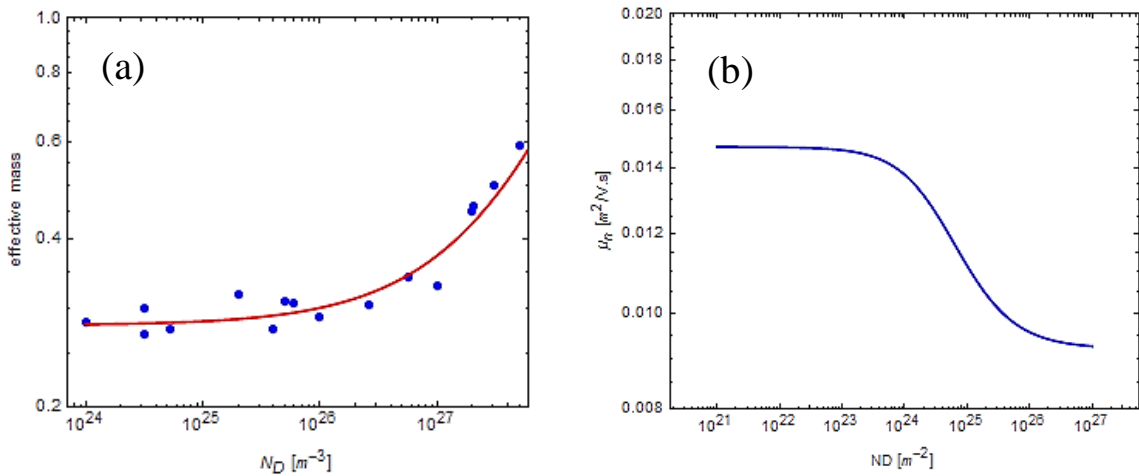 (a)
1.0
0.8
0.6
0.4
0.2
effective mass
10^24 10^25 10^26 10^27
N_D [m^-3]
(b)
0.020
0.018
0.016
0.014
0.012
0.010
0.008
μ_n [m^2/V.s]
10^21 10^22 10^23 10^24 10^25 10^26 10^27
ND [m^-2]